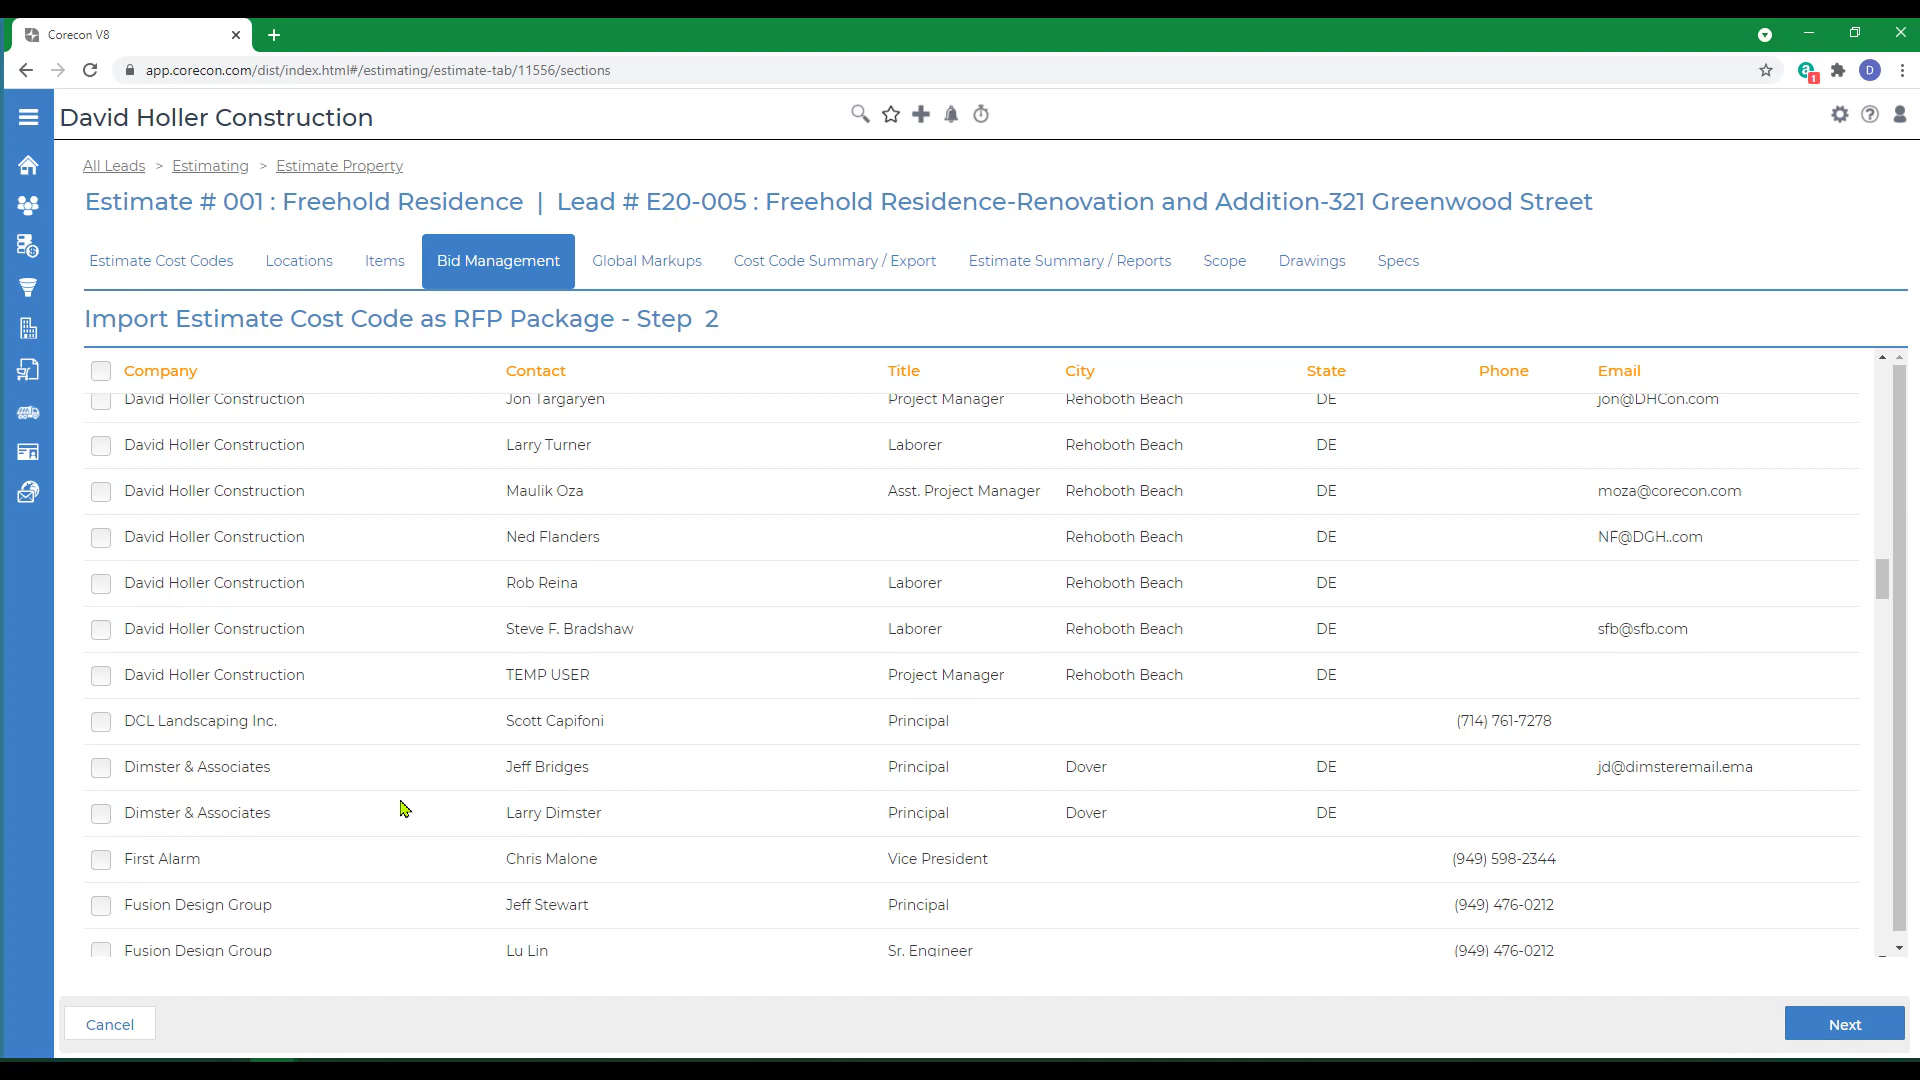 Corecon V8
app.corecon.com/dist/index.html#/estimating/estimate-tab/11556/sections
1
D
David Holler Construction
All Leads > Estimating > Estimate Property
Estimate # 001 : Freehold Residence | Lead # E20-005 : Freehold Residence-Renovation and Addition-321 Greenwood Street
Estimate Cost Codes Locations Items Bid Management Global Markups Cost Code Summary / Export Estimate Summary / Reports Scope Drawings Specs
Import Estimate Cost Code as RFP Package - Step 2
Company Contact Title City State Phone Email
David Holler Construction Jon Targaryen Project Manager Rehoboth Beach DE jon@DHCon.com
David Holler Construction Larry Turner Laborer Rehoboth Beach DE
David Holler Construction Maulik Oza Asst. Project Manager Rehoboth Beach DE moza@corecon.com
David Holler Construction Ned Flanders Rehoboth Beach DE NF@DGH..com
David Holler Construction Rob Reina Laborer Rehoboth Beach DE
David Holler Construction Steve F. Bradshaw Laborer Rehoboth Beach DE sfb@sfb.com
David Holler Construction TEMP USER Project Manager Rehoboth Beach DE
DCL Landscaping Inc. Scott Capifoni Principal (714) 761-7278
Dimster & Associates Jeff Bridges Principal Dover DE jd@dimsteremail.ema
Dimster & Associates Larry Dimster Principal Dover DE
First Alarm Chris Malone Vice President (949) 598-2344
Fusion Design Group Jeff Stewart Principal (949) 476-0212
Fusion Design Group Lu Lin Sr. Engineer (949) 476-0212
Cancel Next